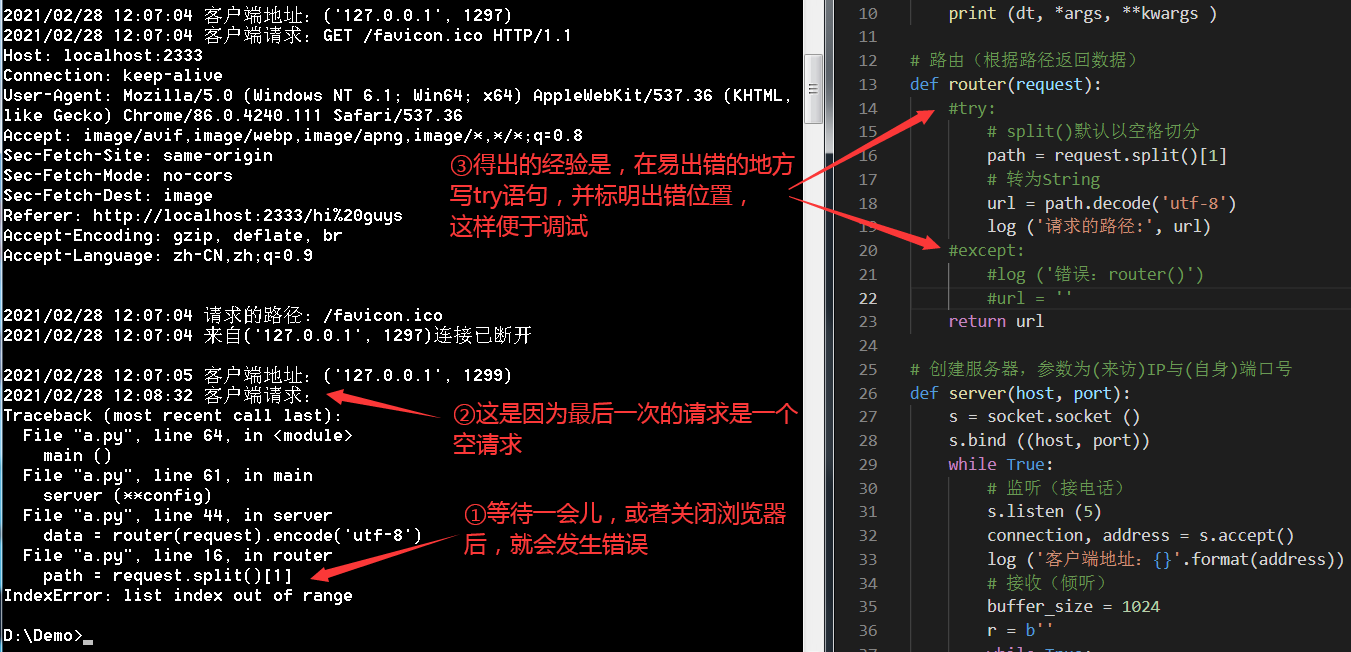 2021/02/28 12:07:04 客户端地址: ('127.0.0.1', 1297)
2021/02/28 12:07:04 客户端请求: GET /favicon.ico HTTP/1.1
Host: localhost:2333
Connection: keep-alive
User-Agent: Mozilla/5.0 (Windows NT 6.1; Win64; x64) AppleWebKit/537.36 (KHTML,
like Gecko) Chrome/86.0.4240.111 Safari/537.36
Accept: image/avif,image/webp,image/apng,image/*,*/*;q=0.8
Sec-Fetch-Site: same-origin
Sec-Fetch-Mode: no-cors
Sec-Fetch-Dest: image
Referer: http://localhost:2333/hi%20guys
Accept-Encoding: gzip, deflate, br
Accept-Language: zh-CN,zh;q=0.9
2021/02/28 12:07:04 请求的路径: /favicon.ico
2021/02/28 12:07:04 来自('127.0.0.1', 1297)连接已断开
2021/02/28 12:07:05 客户端地址: ('127.0.0.1', 1299)
2021/02/28 12:08:32 客户端请求:
Traceback (most recent call last):
  File "a.py", line 64, in <module>
    main ()
  File "a.py", line 61, in main
    server (**config)
  File "a.py", line 44, in server
    data = router(request).encode('utf-8')
  File "a.py", line 16, in router
    path = request.split()[1]
IndexError: list index out of range
D:\Demo>
③得出的经验是，在易出错的地方
写try语句，并标明出错位置，
这样便于调试
②这是因为最后一次的请求是一个
空请求
①等待一会儿，或者关闭浏览器
后，就会发生错误
10     print (dt, *args, **kwargs )
11
12 # 路由（根据路径返回数据）
13 def router(request):
14     #try:
15         # split()默认以空格切分
16         path = request.split()[1]
17         # 转为String
18         url = path.decode('utf-8')
19         log ('请求的路径:', url)
20     #except:
21         #log ('错误: router()')
22         #url = ''
23     return url
24
25 # 创建服务器，参数为(来访)IP与(自身)端口号
26 def server(host, port):
27     s = socket.socket ()
28     s.bind ((host, port))
29     while True:
30         # 监听（接电话）
31         s.listen (5)
32         connection, address = s.accept()
33         log ('客户端地址: {}'.format(address))
34         # 接收（倾听）
35         buffer_size = 1024
36         r = b''
37         while True: